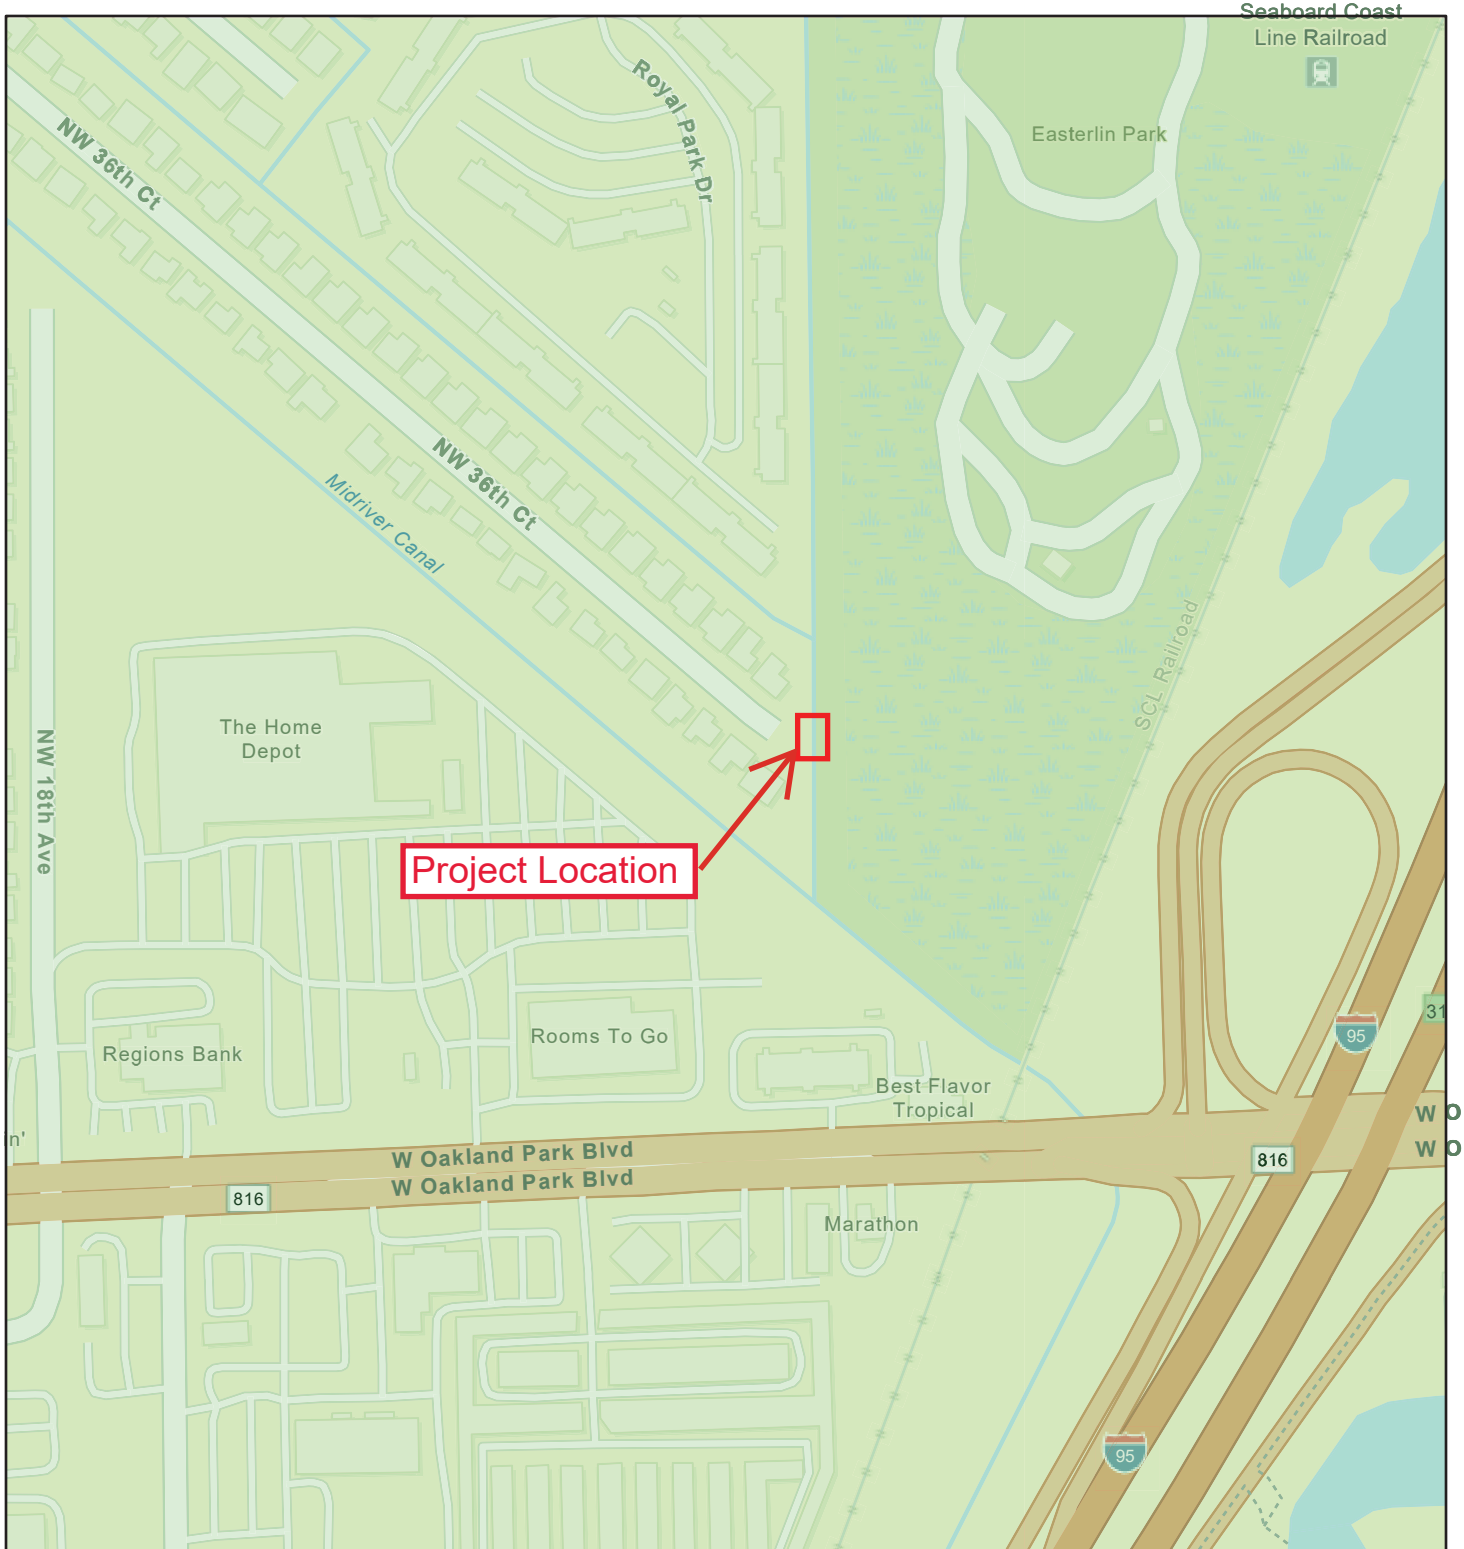 Seaboard Coast
Line Railroad
Royal Park Dr
Easterlin Park
NW 36th Ct
NW 36th Ct
Midriver Canal
SCL Railroad
The Home
Depot
NW 18th Ave
Project Location
31
95
Regions Bank
Rooms To Go
Best Flavor
Tropical
n'
W O
W O
W Oakland Park Blvd
W Oakland Park Blvd
816
816
Marathon
95